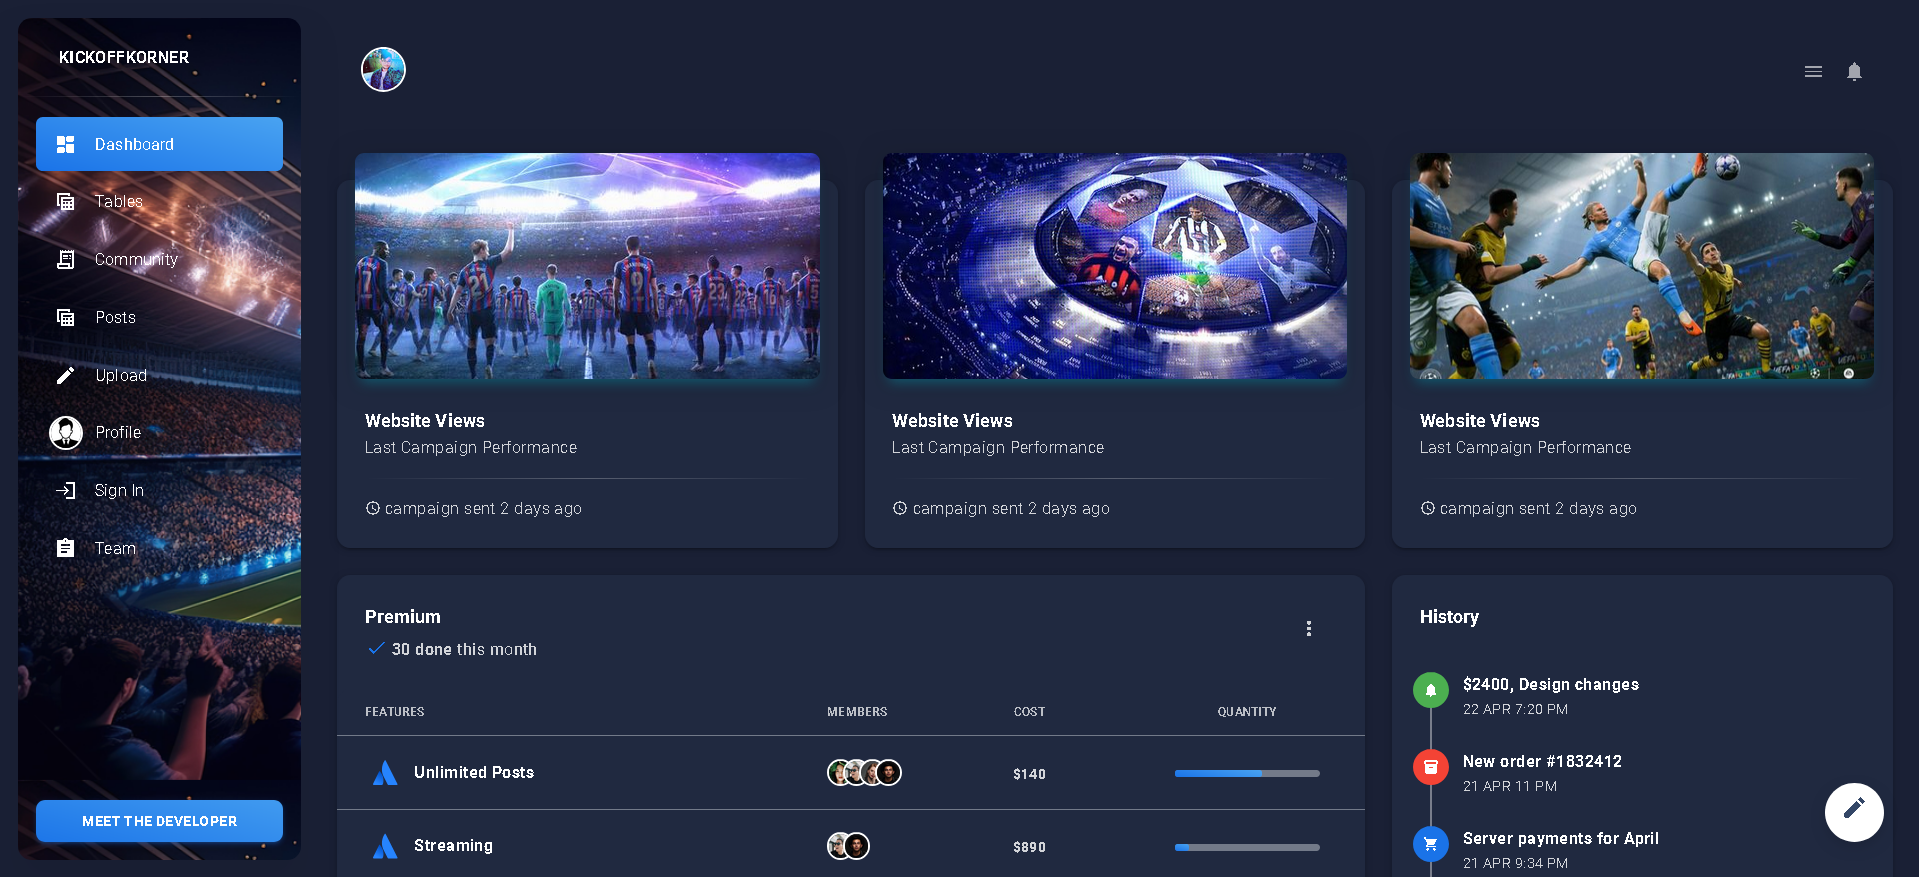 KICKOFFKORNER
Dashboard
Tables
Community
Posts
Upload
Profile
Sign In
Team
MEET THE DEVELOPER
Website Views
Last Campaign Performance
campaign sent 2 days ago
Website Views
Last Campaign Performance
campaign sent 2 days ago
Website Views
Last Campaign Performance
campaign sent 2 days ago
Premium
30 done this month
FEATURES MEMBERS COST QUANTITY
Unlimited Posts $140
Streaming $890
History
$2400, Design changes
22 APR 7:20 PM
New order #1832412
21 APR 11 PM
Server payments for April
21 APR 9:34 PM